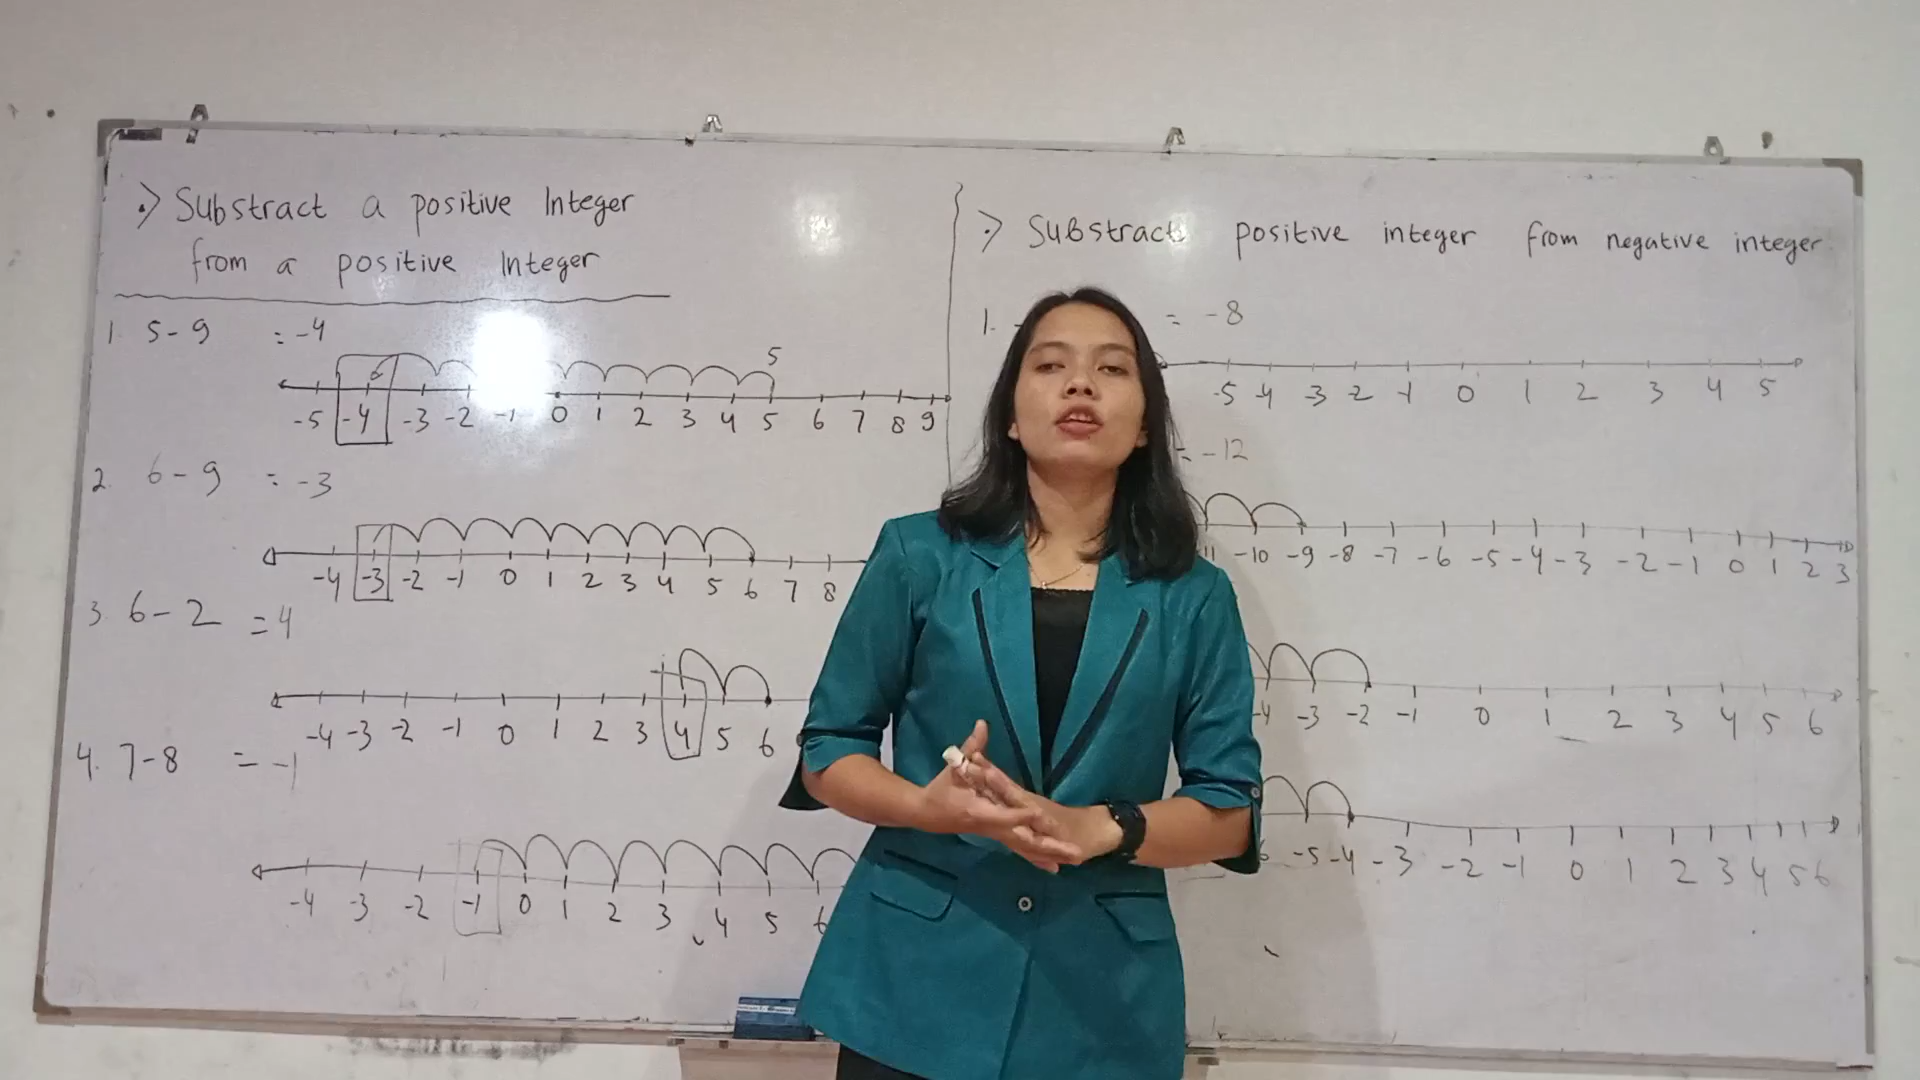 .) Substract a positive Integer
from a positive Integer
1. 5 - 9 = -4
5
-5 -4 -3 -2 -1 0 1 2 3 4 5 6 7 8 9
2. 6 - 9 = -3
-4 -3 -2 -1 0 1 2 3 4 5 6 7 8
3. 6 - 2 = 4
-4 -3 -2 -1 0 1 2 3 4 5 6
4. 7 - 8 = -1
-4 -3 -2 -1 0 1 2 3 4 5 6
.) Substract positive integer from negative integer
1. - = -8
-5 -4 -3 -2 -1 0 1 2 3 4 5
= -12
-10 -9 -8 -7 -6 -5 -4 -3 -2 -1 0 1 2 3
-4 -3 -2 -1 0 1 2 3 4 5 6
-5 -4 -3 -2 -1 0 1 2 3 4 5 6